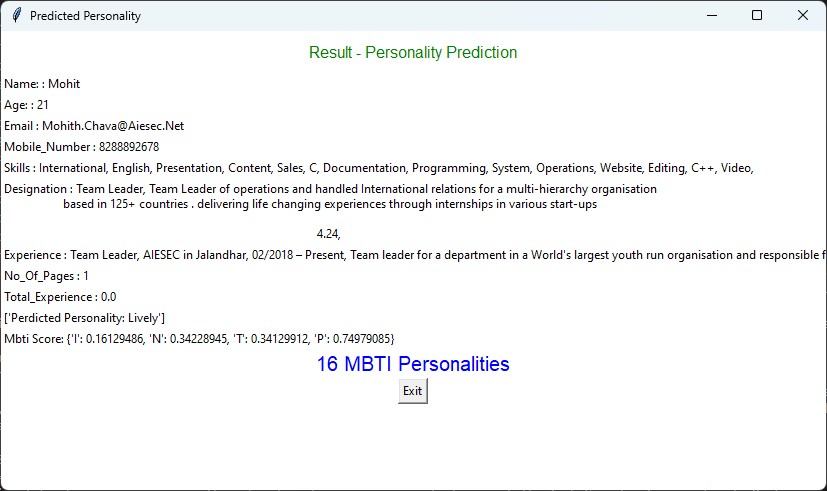 Predicted Personality
Result - Personality Prediction
Name: : Mohit
Age: : 21
Email : Mohith.Chava@Aiesec.Net
Mobile_Number : 8288892678
Skills : International, English, Presentation, Content, Sales, C, Documentation, Programming, System, Operations, Website, Editing, C++, Video,
Designation : Team Leader, Team Leader of operations and handled International relations for a multi-hierarchy organisation
based in 125+ countries . delivering life changing experiences through internships in various start-ups
4.24,
Experience : Team Leader, AIESEC in Jalandhar, 02/2018 – Present, Team leader for a department in a World's largest youth run organisation and responsible f
No_Of_Pages : 1
Total_Experience : 0.0
['Perdicted Personality: Lively']
Mbti Score: {'I': 0.16129486, 'N': 0.34228945, 'T': 0.34129912, 'P': 0.74979085}
16 MBTI Personalities
Exit